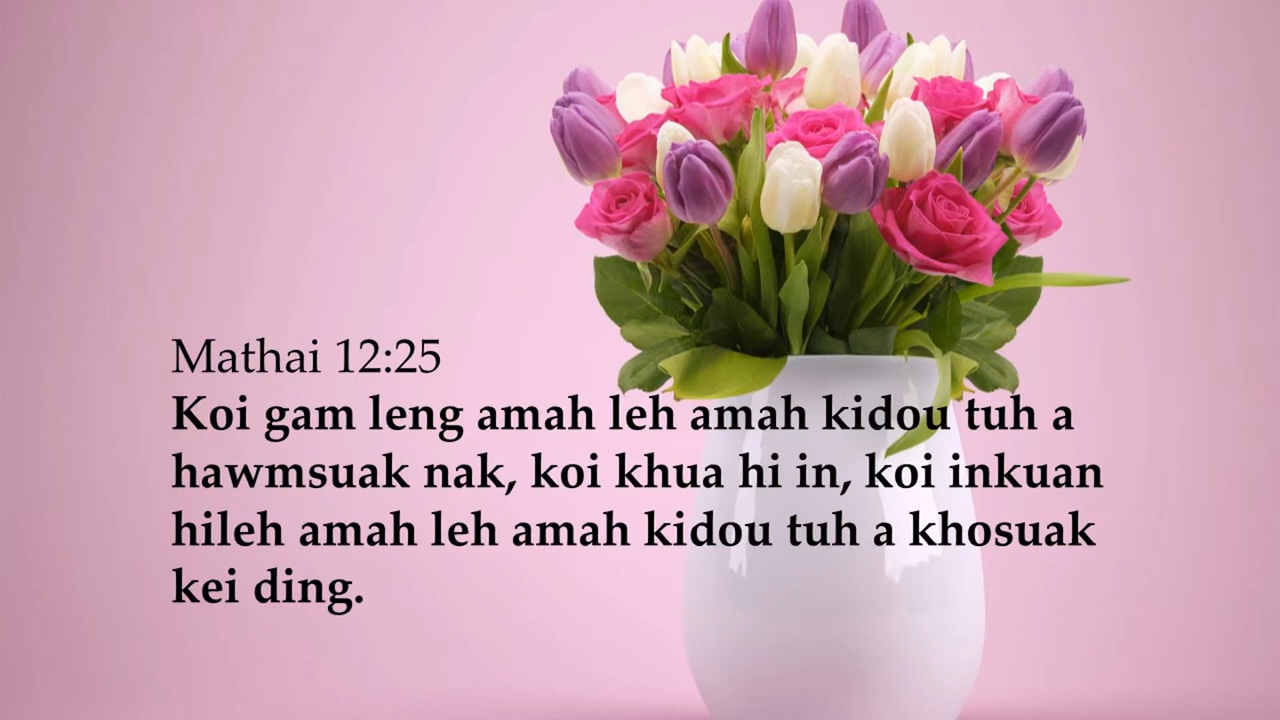 Mathai 12:25
Koi gam leng amah leh amah kidou tuh a
hawmsuak nak, koi khua hi in, koi inkuan
hileh amah leh amah kidou tuh a khosuak
kei ding.